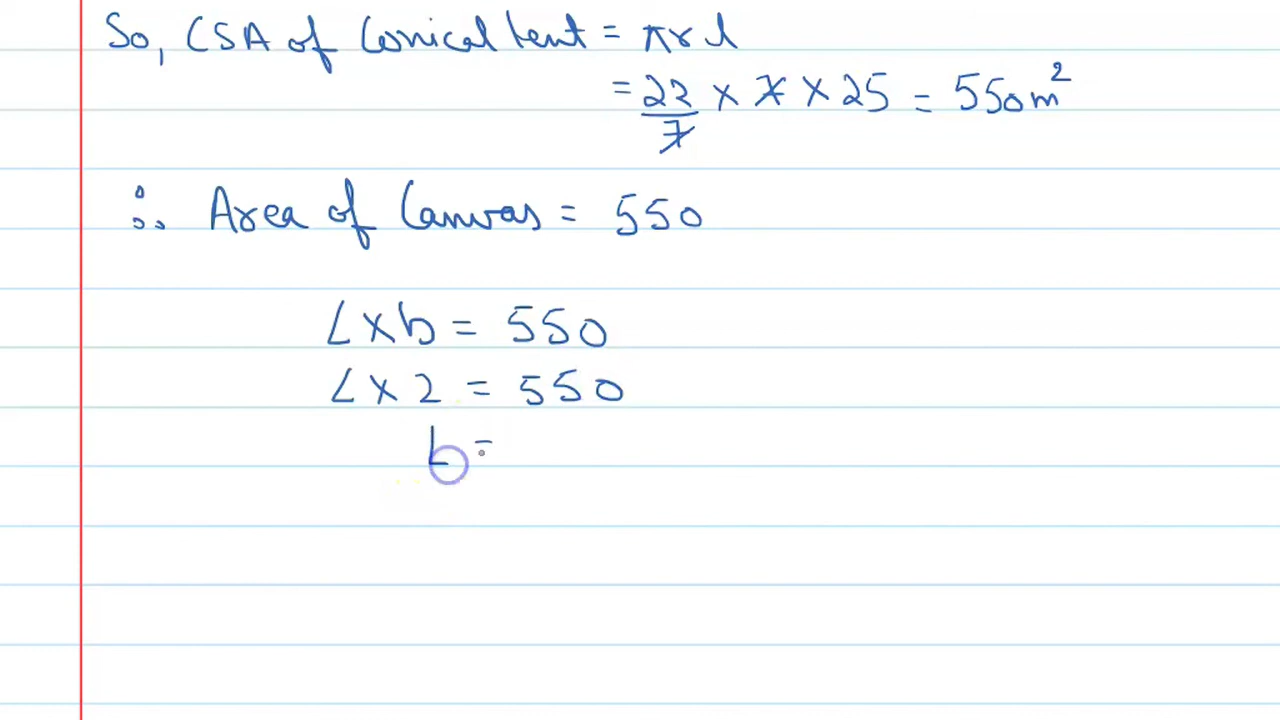 So, CSA of Conical tent = πrl
= 22/7 × 7 × 25 = 550m²
∴ Area of Canvas = 550
L × b = 550
L × 2 = 550
L =